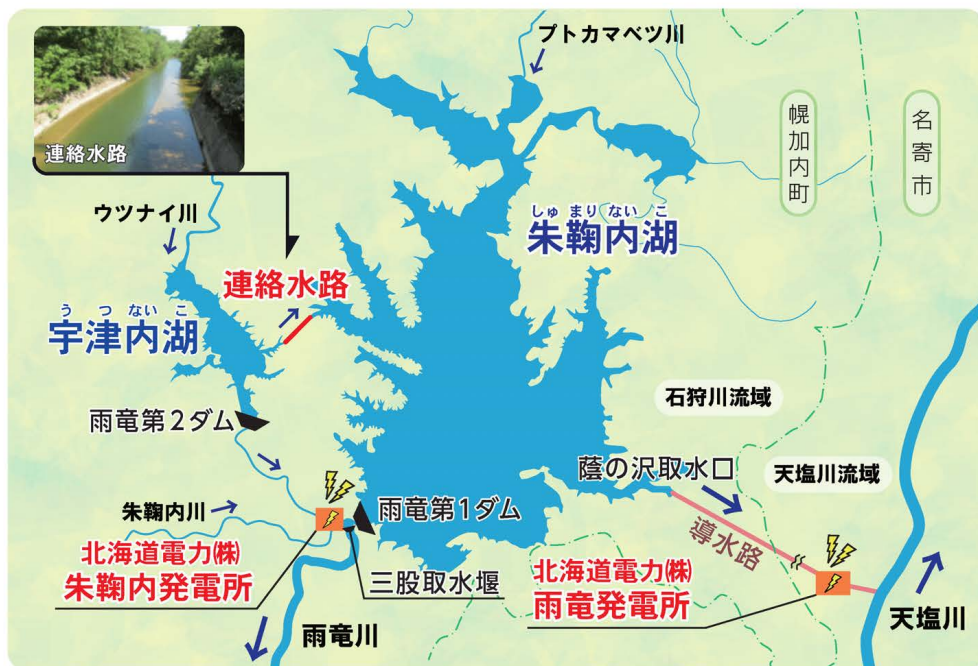 プトカマベツ川
連絡水路
幌加内町
名寄市
ウツナイ川
しゅまりないこ
朱鞠内湖
連絡水路
うつないこ
宇津内湖
雨竜第2ダム
石狩川流域
蔭の沢取水口
天塩川流域
朱鞠内川
雨竜第1ダム
導水路
北海道電力㈱
朱鞠内発電所
三股取水堰
北海道電力㈱
雨竜発電所
雨竜川
天塩川